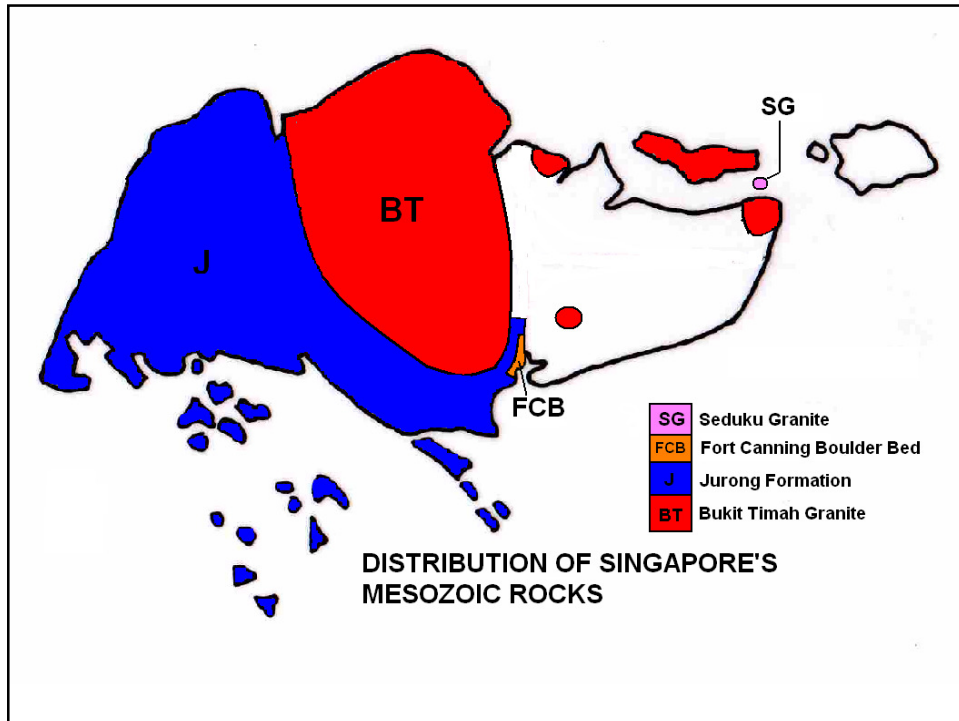 SG
BT
J
FCB
SG Seduku Granite
FCB Fort Canning Boulder Bed
J Jurong Formation
BT Bukit Timah Granite
DISTRIBUTION OF SINGAPORE'S
MESOZOIC ROCKS